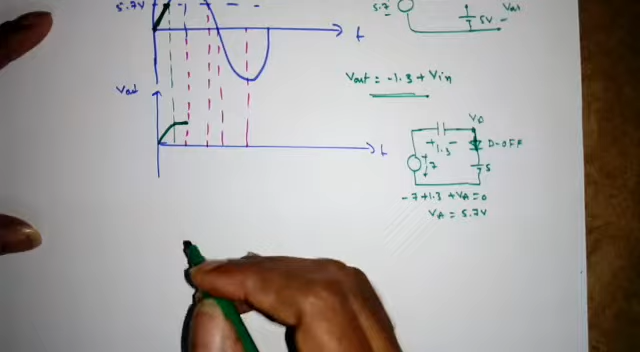 5.7V
t
5.7
5V
Vout
Vout = -1.3 + Vin
Vout
t
VA
+ 1.3 -
D-OFF
7
5
-7+1.3 +VA=0
VA = 5.7V